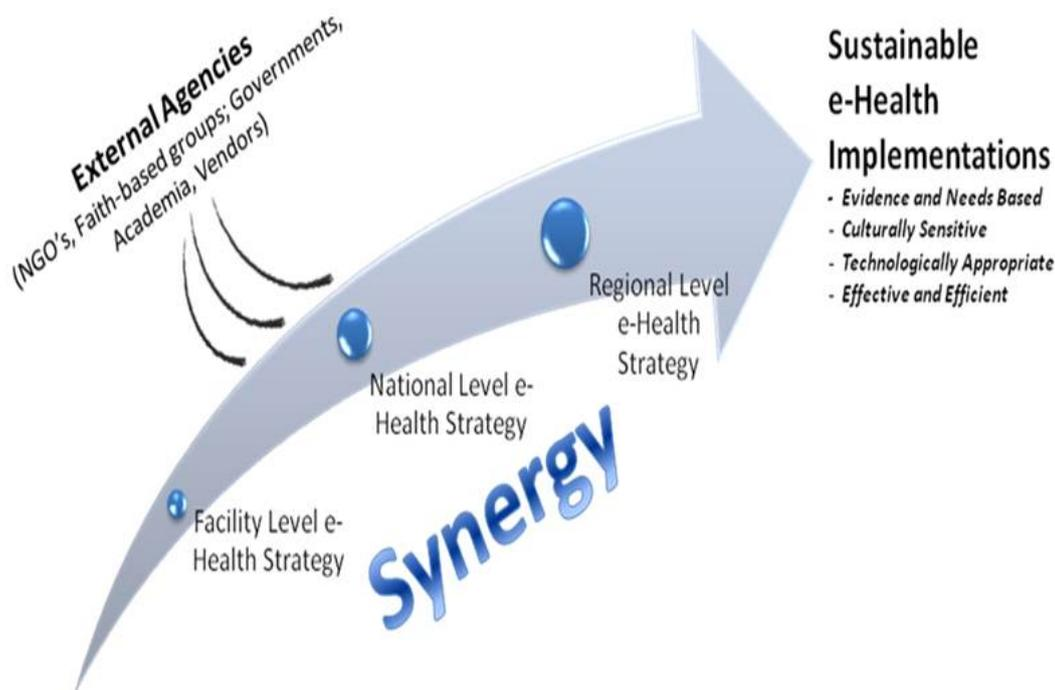 External Agencies
(NGO's, Faith-based groups; Governments,
Academia, Vendors)
Sustainable
e-Health
Implementations
- Evidence and Needs Based
- Culturally Sensitive
- Technologically Appropriate
- Effective and Efficient
Regional Level
e-Health
Strategy
National Level e-
Health Strategy
Facility Level e-
Health Strategy
Synergy